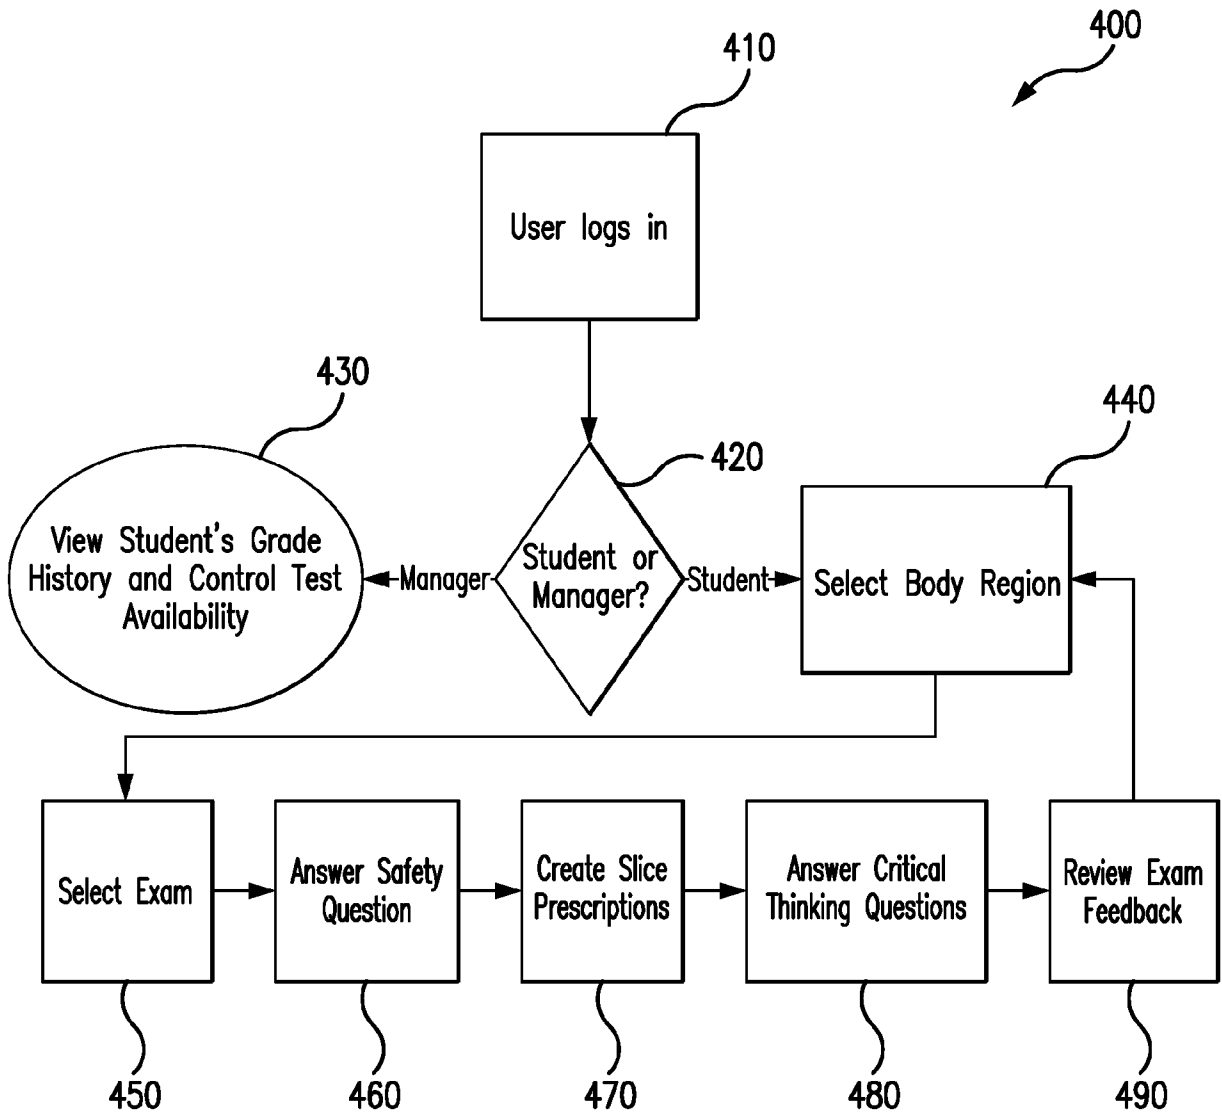 400
410
User logs in
430
420
440
View Student's Grade
History and Control Test
Availability
Manager
Student or
Manager?
Student
Select Body Region
Select Exam
Answer Safety
Question
Create Slice
Prescriptions
Answer Critical
Thinking Questions
Review Exam
Feedback
450
460
470
480
490